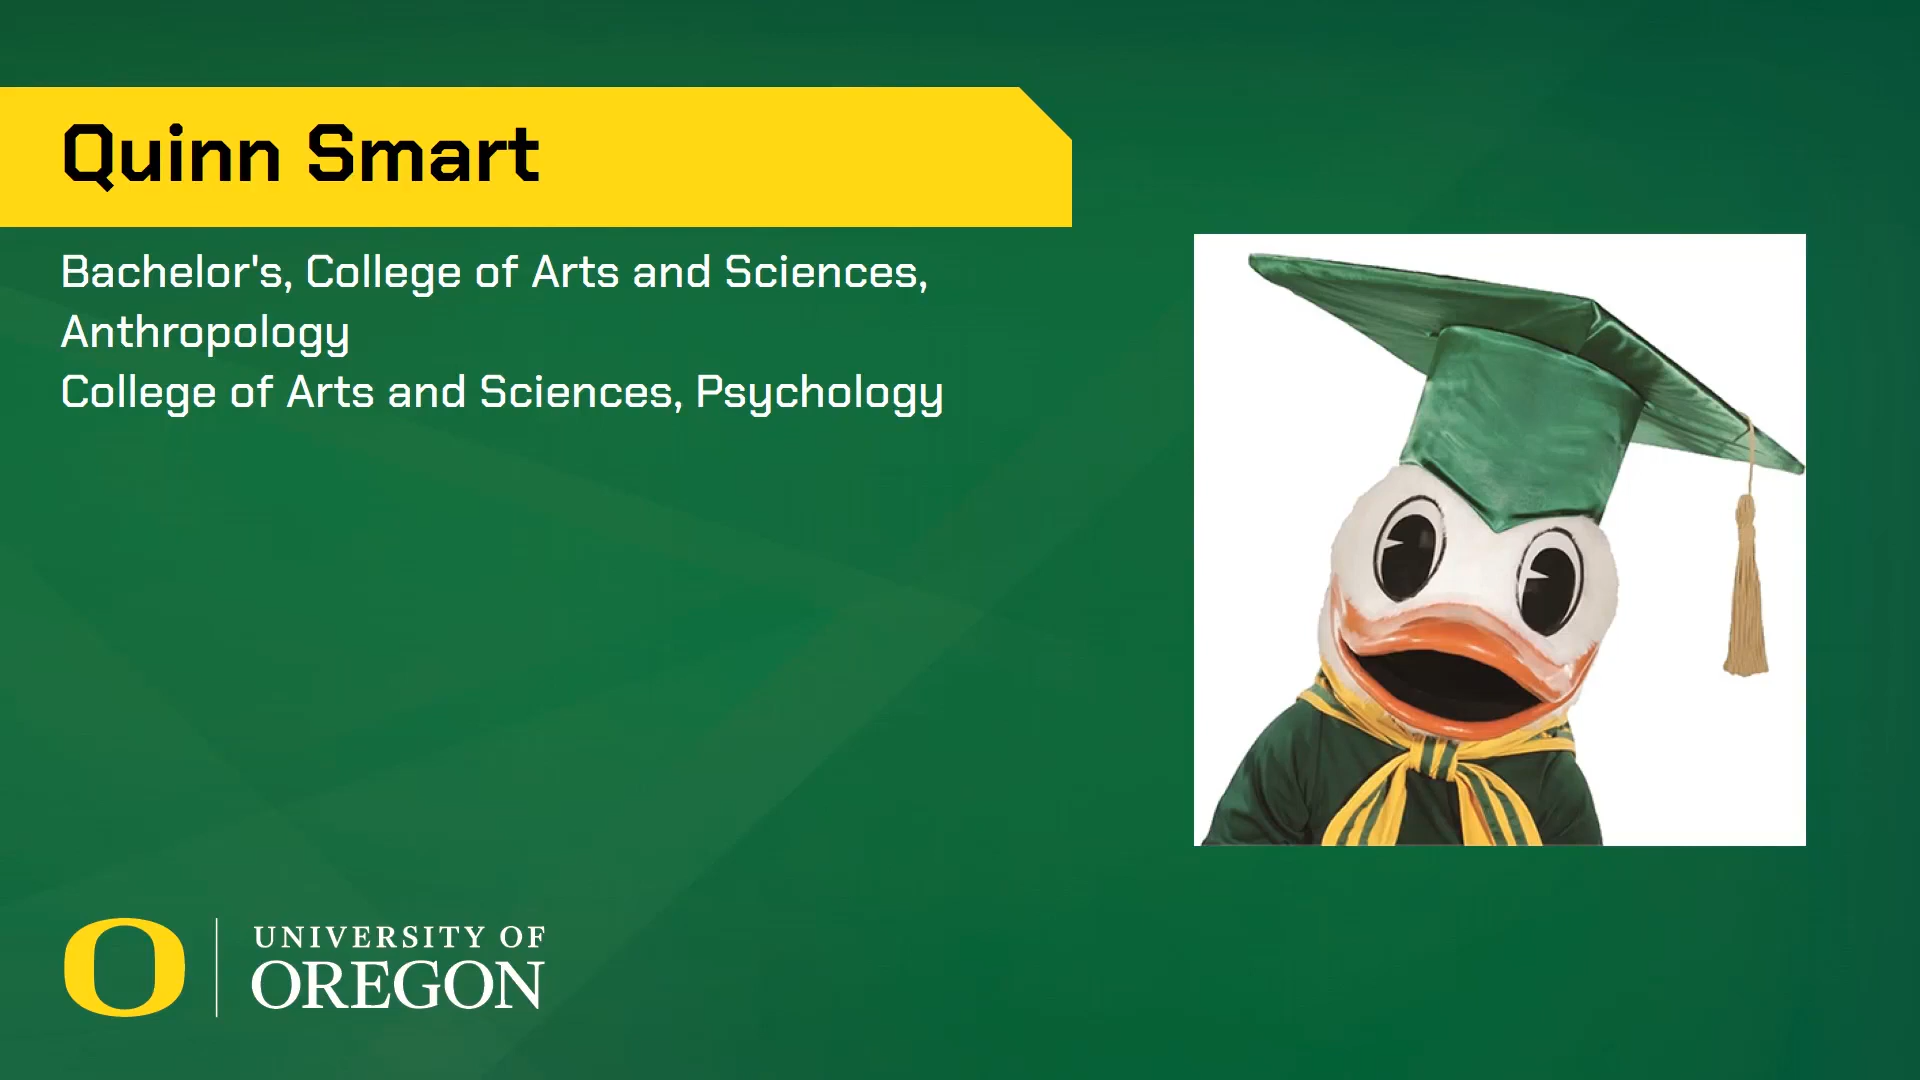 Quinn Smart
Bachelor's, College of Arts and Sciences,
Anthropology
College of Arts and Sciences, Psychology
O
UNIVERSITY OF
OREGON